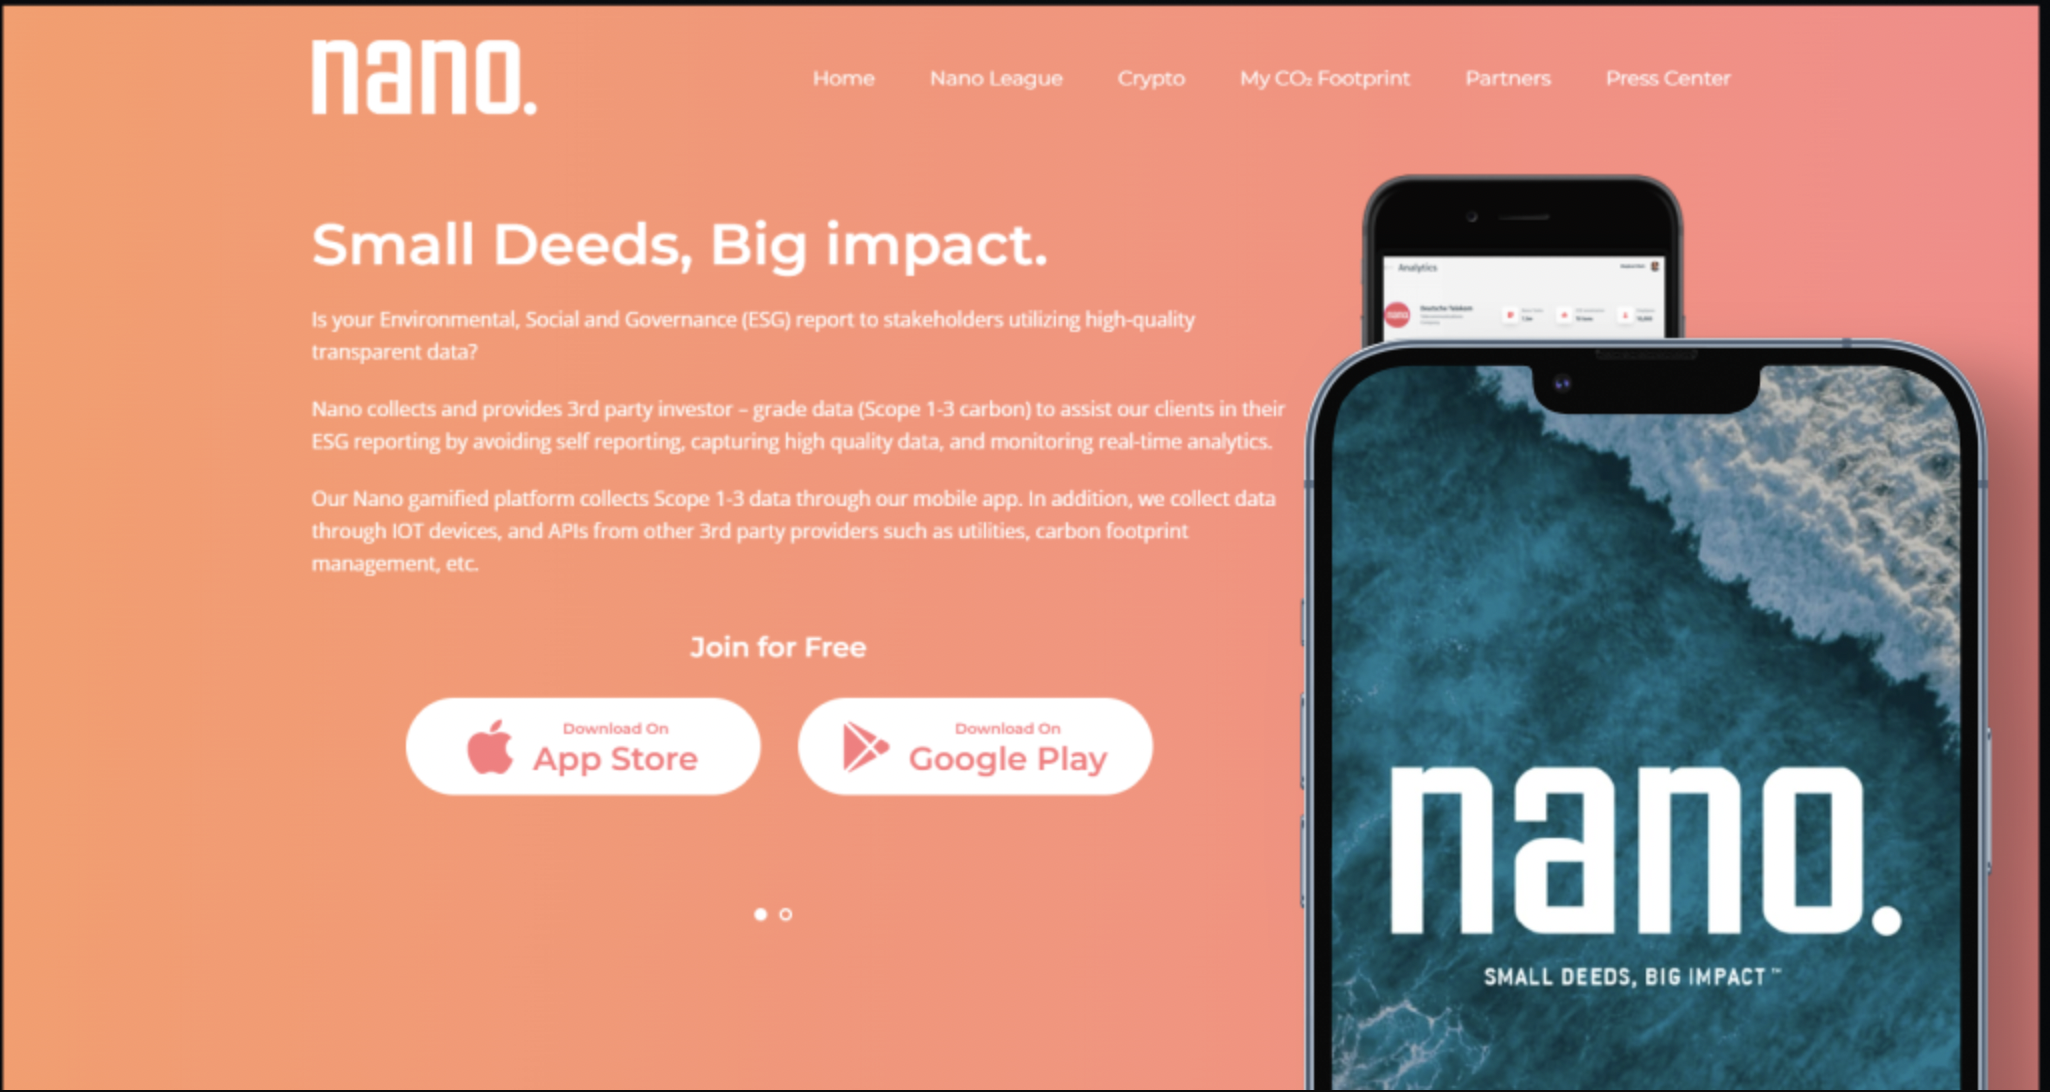 nano.
Home Nano League Crypto My CO₂ Footprint Partners Press Center
Small Deeds, Big impact.
Is your Environmental, Social and Governance (ESG) report to stakeholders utilizing high-quality
transparent data?
Nano collects and provides 3rd party investor – grade data (Scope 1-3 carbon) to assist our clients in their
ESG reporting by avoiding self reporting, capturing high quality data, and monitoring real-time analytics.
Our Nano gamified platform collects Scope 1-3 data through our mobile app. In addition, we collect data
through IOT devices, and APIs from other 3rd party providers such as utilities, carbon footprint
management, etc.
Join for Free
Download On
App Store
Download On
Google Play
Analytics
nano
Deutsche Telekom
nano.
SMALL DEEDS, BIG IMPACT™